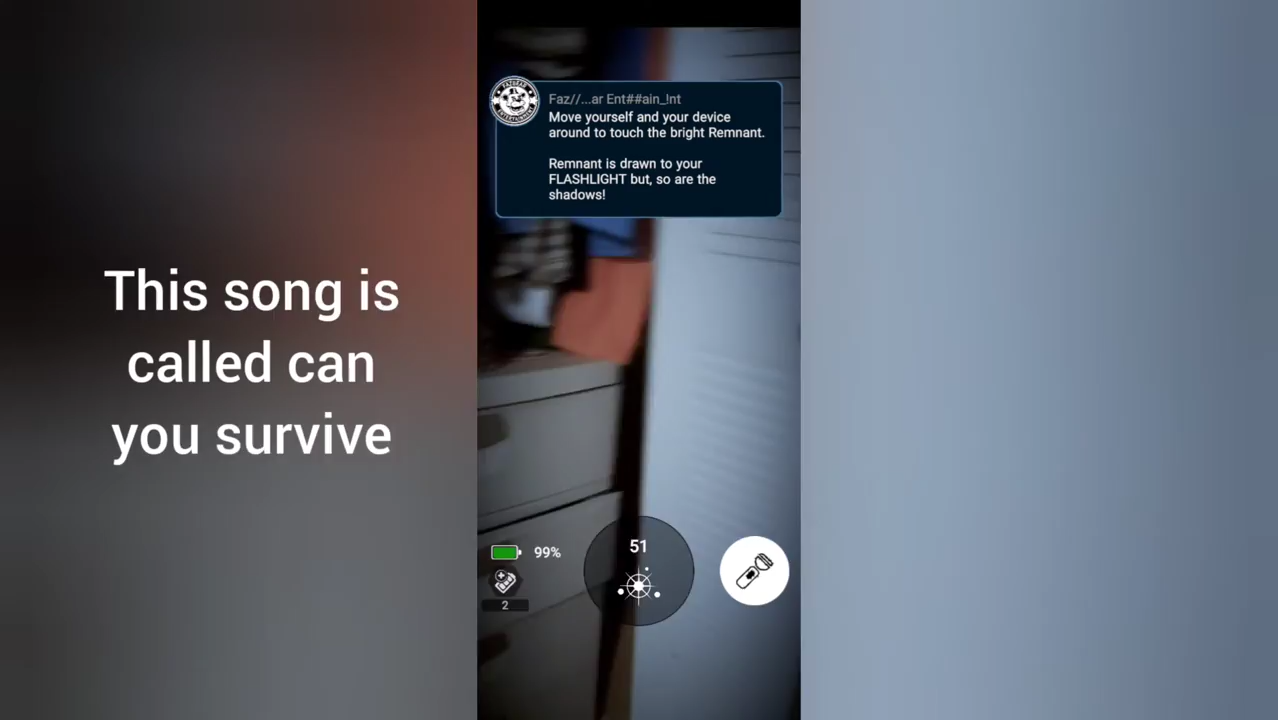 This song is
called can
you survive
Faz//...ar Ent##ain_!nt
Move yourself and your device
around to touch the bright Remnant.
Remnant is drawn to your
FLASHLIGHT but, so are the
shadows!
99%
51
2